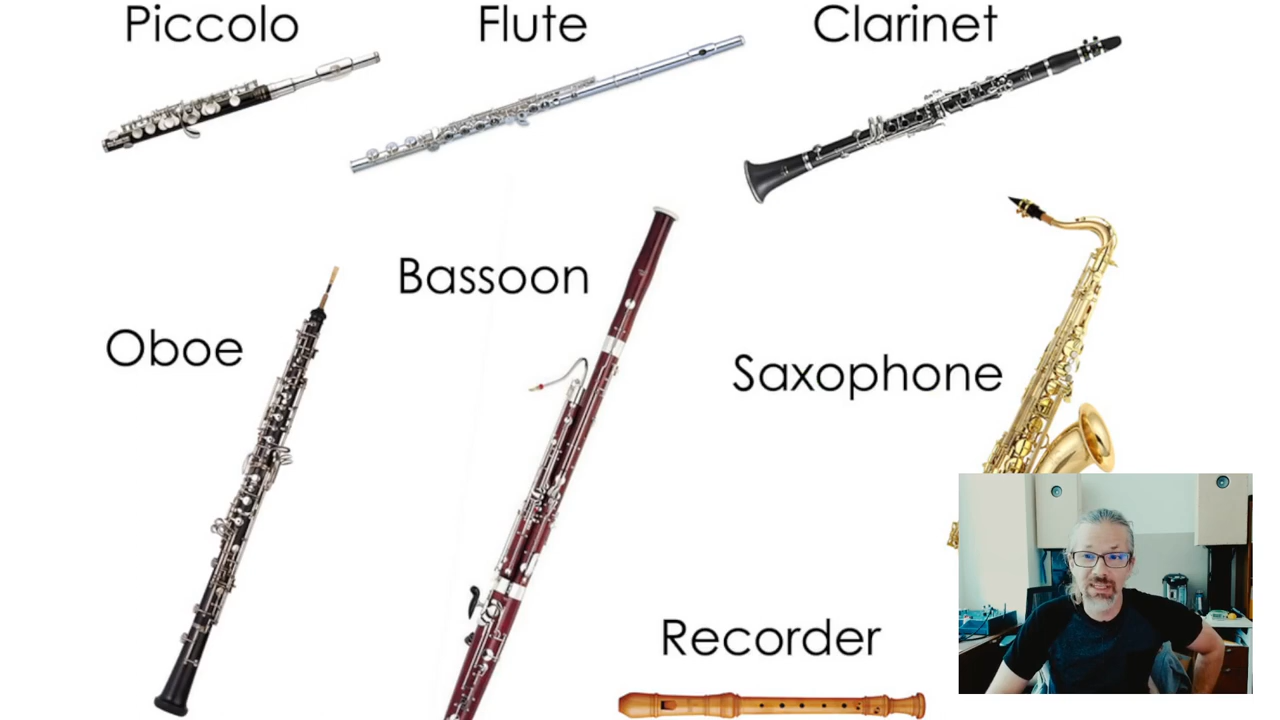 Piccolo
Flute
Clarinet
Bassoon
Oboe
Saxophone
Recorder